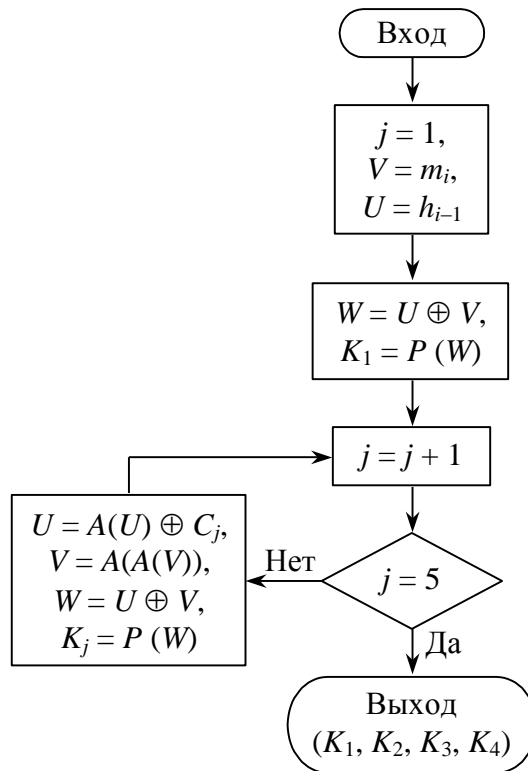 Вход
j = 1,
V = mᵢ,
U = hᵢ₋₁
W = U ⊕ V,
K₁ = P (W)
j = j + 1
U = A(U) ⊕ Cⱼ,
V = A(A(V)),
W = U ⊕ V,
Kⱼ = P (W)
Нет
j = 5
Да
Выход
(K₁, K₂, K₃, K₄)